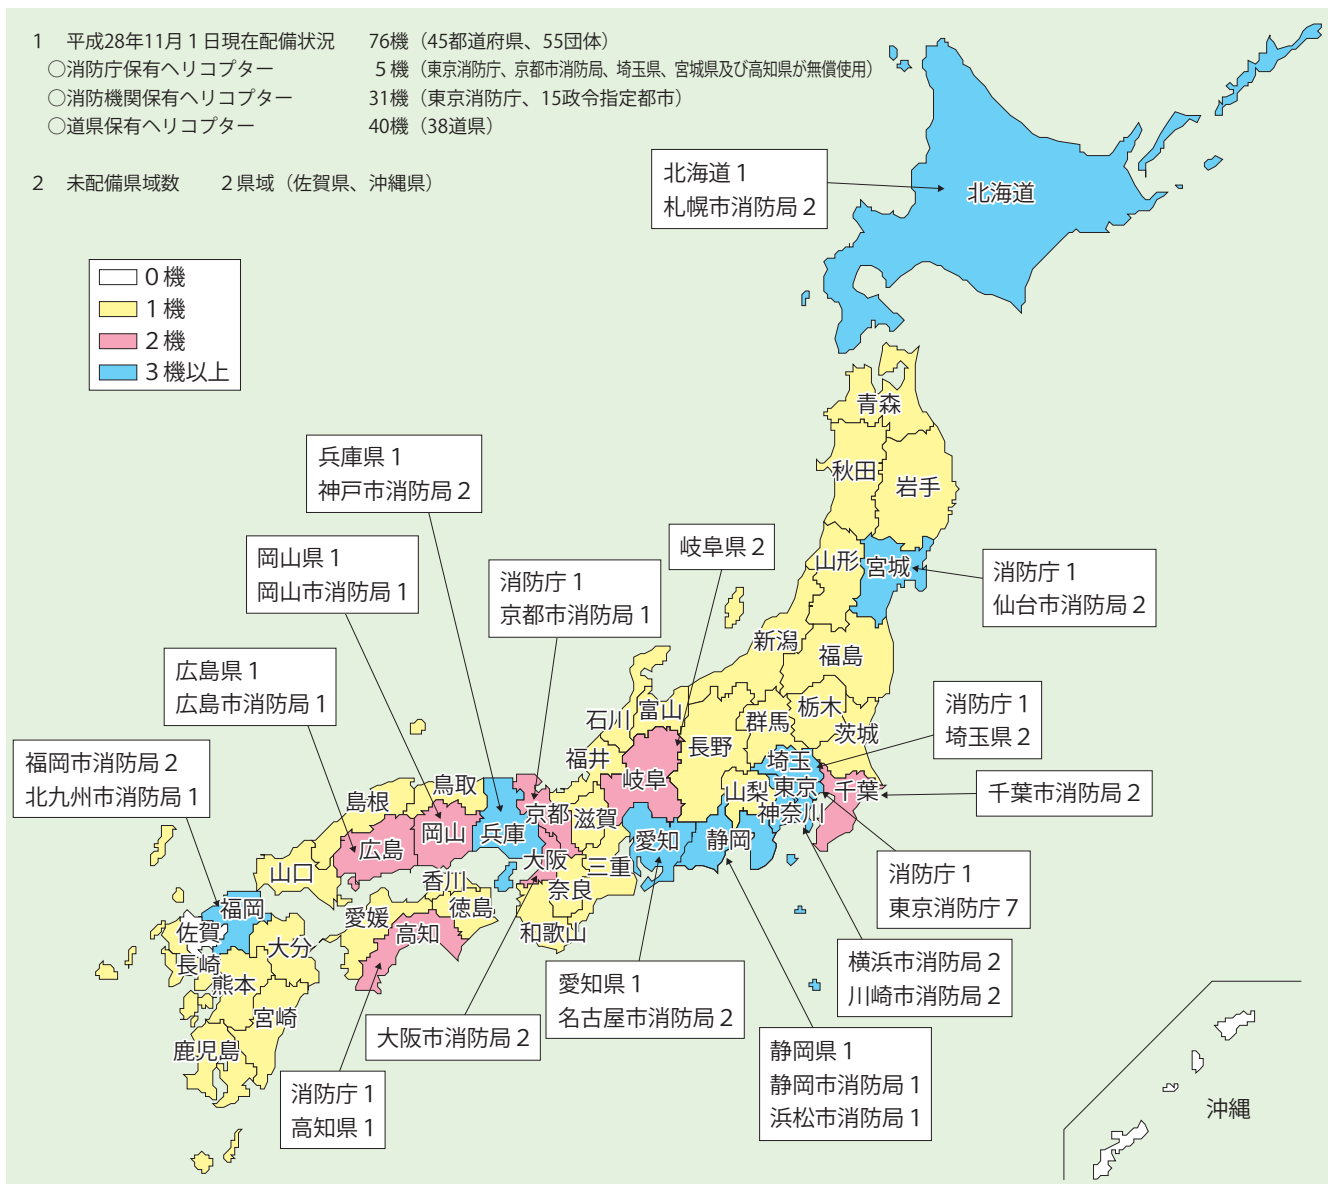 1　平成28年11月１日現在配備状況　76機（45都道府県、55団体）
○消防庁保有ヘリコプター　5機（東京消防庁、京都市消防局、埼玉県、宮城県及び高知県が無償使用）
○消防機関保有ヘリコプター　31機（東京消防庁、15政令指定都市）
○道県保有ヘリコプター　40機（38道県）
2　未配備県域数　２県域（佐賀県、沖縄県）
０機
１機
２機
３機以上
北海道１
札幌市消防局２
北海道
青森
秋田
岩手
山形
宮城
消防庁１
仙台市消防局２
兵庫県１
神戸市消防局２
岡山県１
岡山市消防局１
消防庁１
京都市消防局１
岐阜県２
広島県１
広島市消防局１
福岡市消防局２
北九州市消防局１
新潟
福島
石川
富山
福井
岐阜
長野
群馬
栃木
茨城
消防庁１
埼玉県２
埼玉
東京
千葉
千葉市消防局２
山梨
神奈川
静岡
愛知
島根
鳥取
広島
岡山
兵庫
京都
滋賀
大阪
三重
奈良
和歌山
山口
香川
徳島
愛媛
高知
福岡
佐賀
長崎
大分
熊本
宮崎
鹿児島
消防庁１
東京消防庁７
横浜市消防局２
川崎市消防局２
愛知県１
名古屋市消防局２
大阪市消防局２
静岡県１
静岡市消防局１
浜松市消防局１
消防庁１
高知県１
沖縄